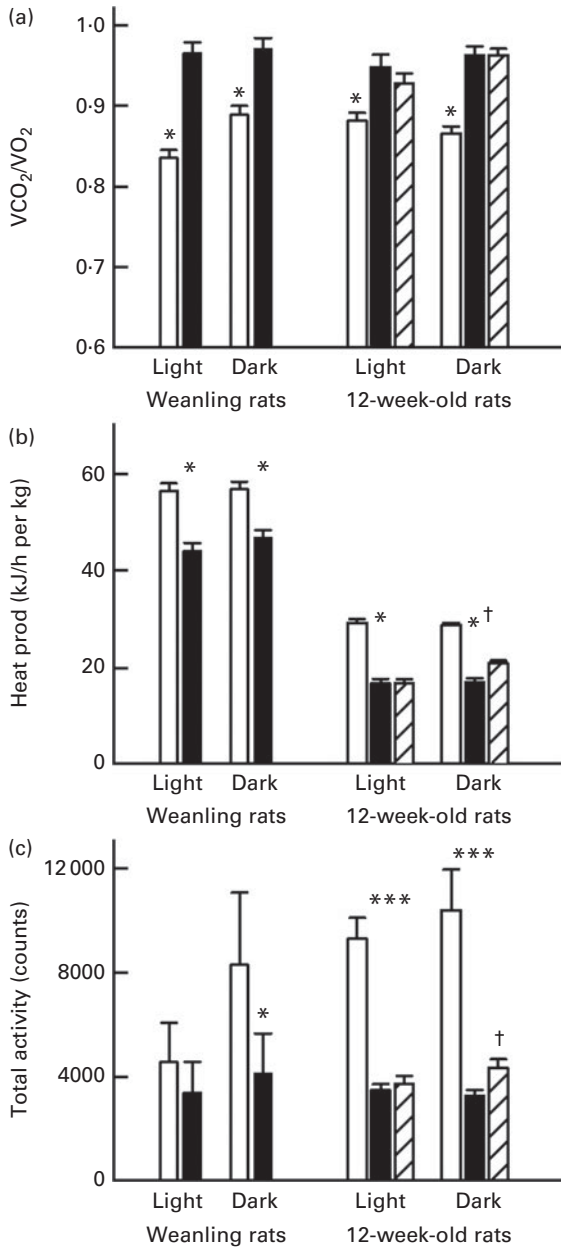 (a)
1·0
*
*
*
*
0·9
VCO₂/VO₂
0·8
0·7
0·6
Light Dark Light Dark
Weanling rats 12-week-old rats
(b)
60
* *
Heat prod (kJ/h per kg)
40
* *†
20
0
Light Dark Light Dark
Weanling rats 12-week-old rats
(c)
12 000
***
***
Total activity (counts)
8000
*
†
4000
0
Light Dark Light Dark
Weanling rats 12-week-old rats